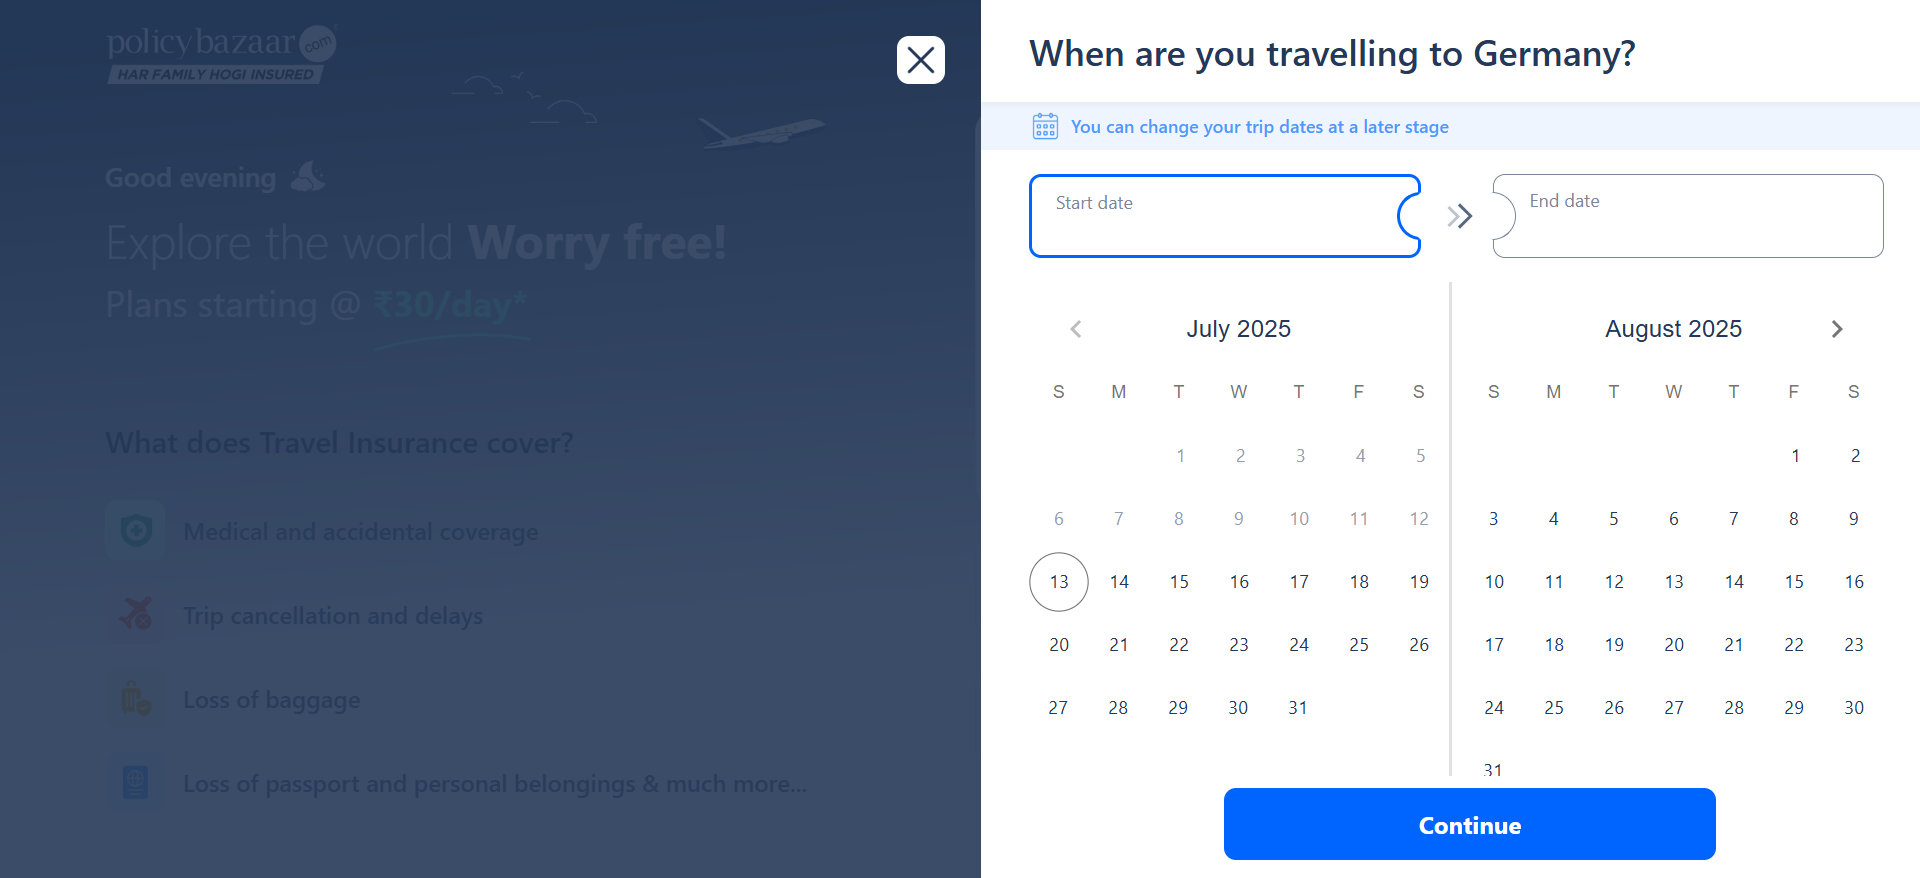 policybazaar.com
HAR FAMILY HOGI INSURED
Good evening
Explore the world Worry free!
Plans starting @ ₹30/day*
What does Travel Insurance cover?
Medical and accidental coverage
Trip cancellation and delays
Loss of baggage
Loss of passport and personal belongings & much more...
When are you travelling to Germany?
You can change your trip dates at a later stage
Start date
End date
July 2025
S M T W T F S
1 2 3 4 5
6 7 8 9 10 11 12
13 14 15 16 17 18 19
20 21 22 23 24 25 26
27 28 29 30 31
August 2025
S M T W T F S
1 2
3 4 5 6 7 8 9
10 11 12 13 14 15 16
17 18 19 20 21 22 23
24 25 26 27 28 29 30
31
Continue